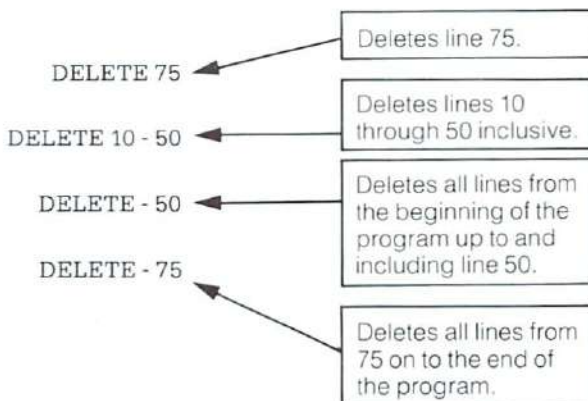 Deletes line 75.
DELETE 75
Deletes lines 10
through 50 inclusive.
DELETE 10 - 50
Deletes all lines from
the beginning of the
program up to and
including line 50.
DELETE - 50
DELETE - 75
Deletes all lines from
75 on to the end of
the program.